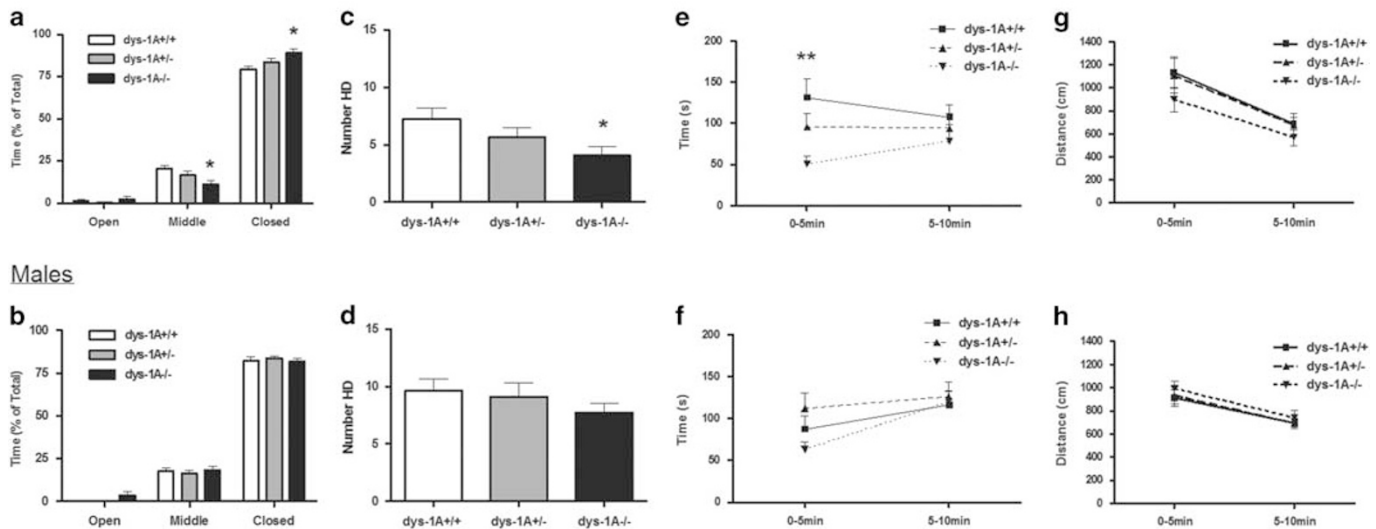 a
Time (% of Total)
100
75
50
25
0
dys-1A+/+
dys-1A+/-
dys-1A-/-
*
*
Open Middle Closed
c
Number HD
15
10
5
0
*
dys-1A+/+ dys-1A+/- dys-1A-/-
e
Time (s)
200
150
100
50
0
**
dys-1A+/+
dys-1A+/-
dys-1A-/-
0-5min 5-10min
g
Distance (cm)
1400
1200
1000
800
600
400
200
0
dys-1A+/+
dys-1A+/-
dys-1A-/-
0-5min 5-10min
Males
b
Time (% of Total)
100
75
50
25
0
dys-1A+/+
dys-1A+/-
dys-1A-/-
Open Middle Closed
d
Number HD
15
10
5
0
dys-1A+/+ dys-1A+/- dys-1A-/-
f
Time (s)
200
150
100
50
0
dys-1A+/+
dys-1A+/-
dys-1A-/-
0-5min 5-10min
h
Distance (cm)
1400
1200
1000
800
600
400
200
0
dys-1A+/+
dys-1A+/-
dys-1A-/-
0-5min 5-10min